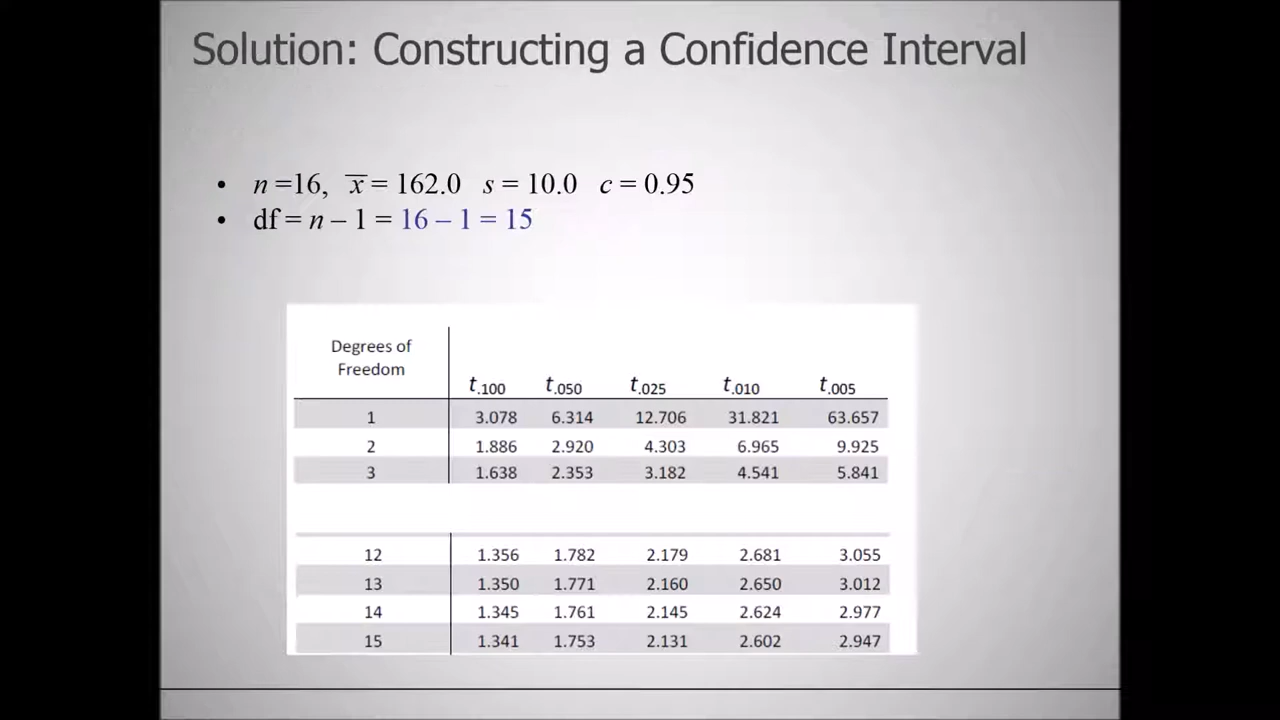 Solution: Constructing a Confidence Interval
• n =16, x̅ = 162.0 s = 10.0 c = 0.95
• df = n – 1 = 16 – 1 = 15
Degrees of
Freedom
t.100 t.050 t.025 t.010 t.005
1 3.078 6.314 12.706 31.821 63.657
2 1.886 2.920 4.303 6.965 9.925
3 1.638 2.353 3.182 4.541 5.841
12 1.356 1.782 2.179 2.681 3.055
13 1.350 1.771 2.160 2.650 3.012
14 1.345 1.761 2.145 2.624 2.977
15 1.341 1.753 2.131 2.602 2.947